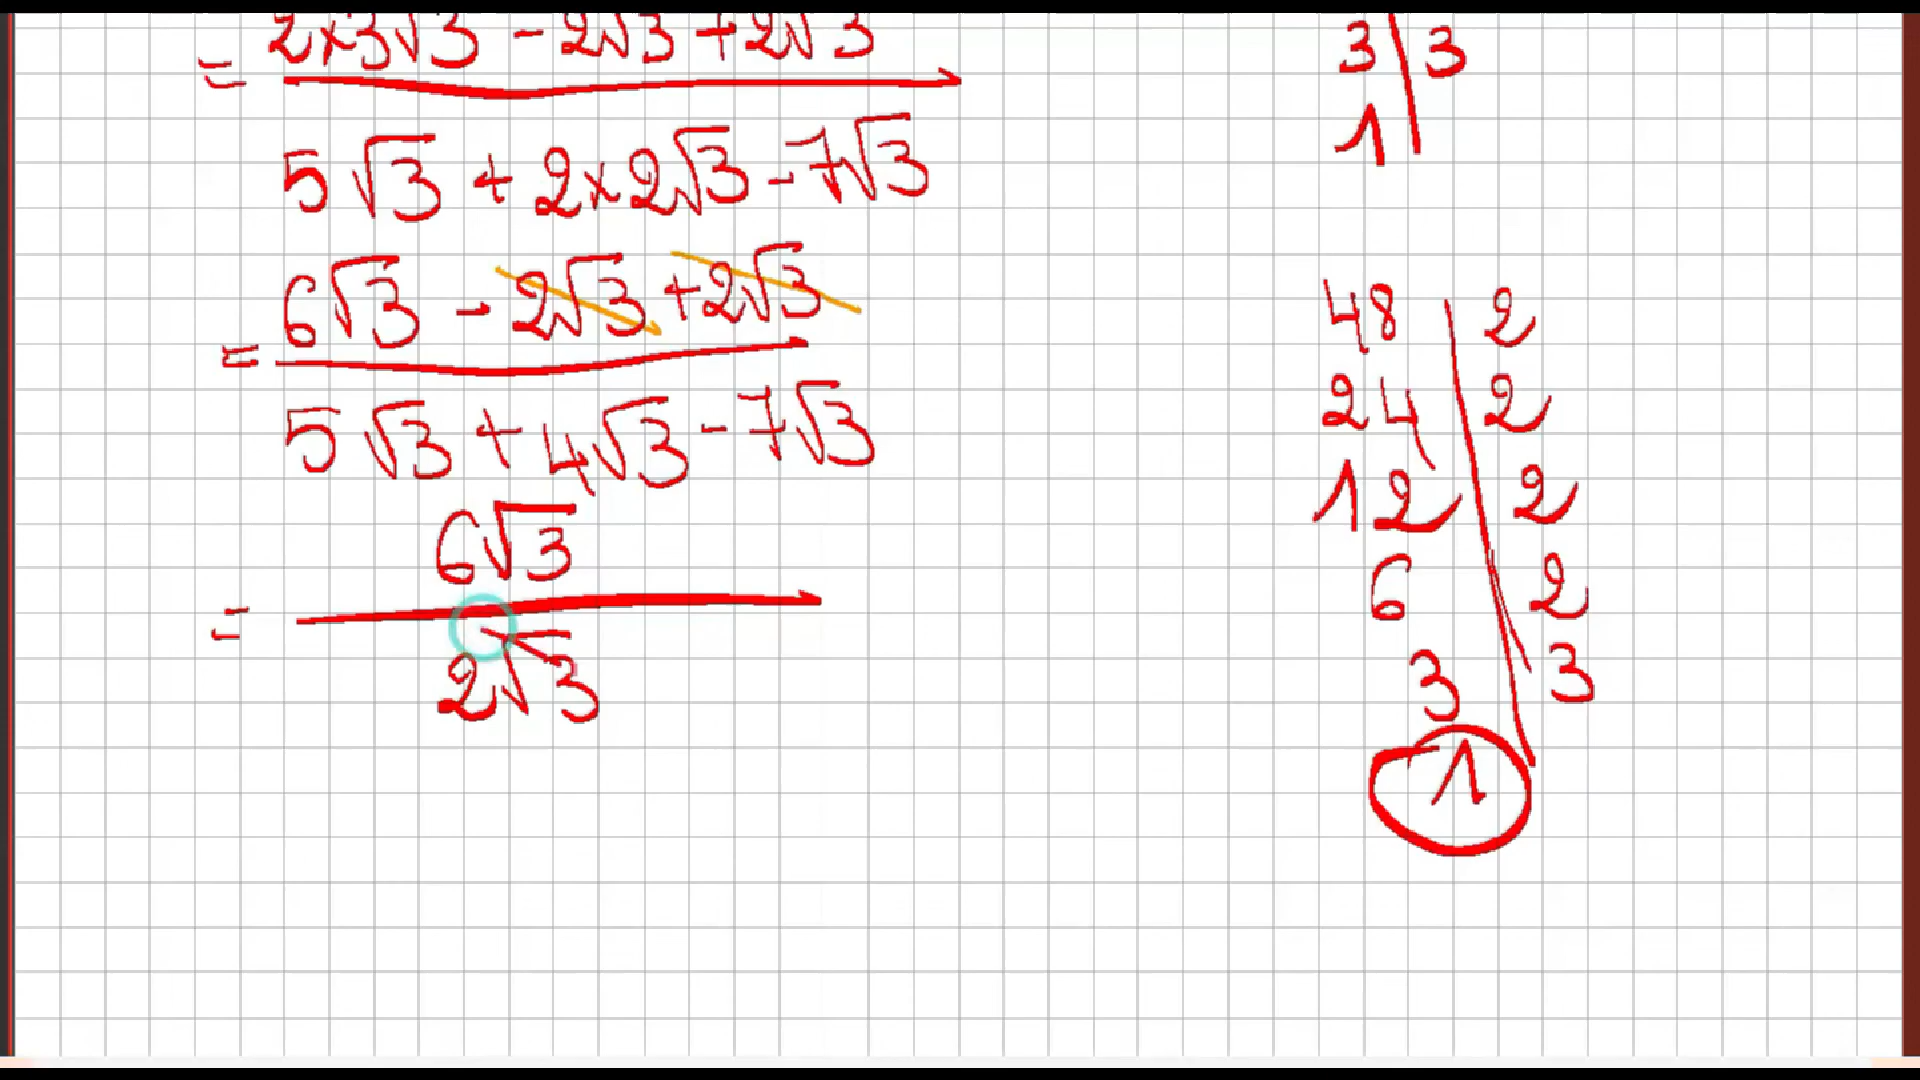 2×3√3 - 2√3 + 2√3
=
5√3 + 2×2√3 - 7√3
6√3 - 2√3 + 2√3
=
5√3 + 4√3 - 7√3
6√3
=
2√3
3 | 3
1 |
48 | 2
24 | 2
12 | 2
6 | 2
3 | 3
1